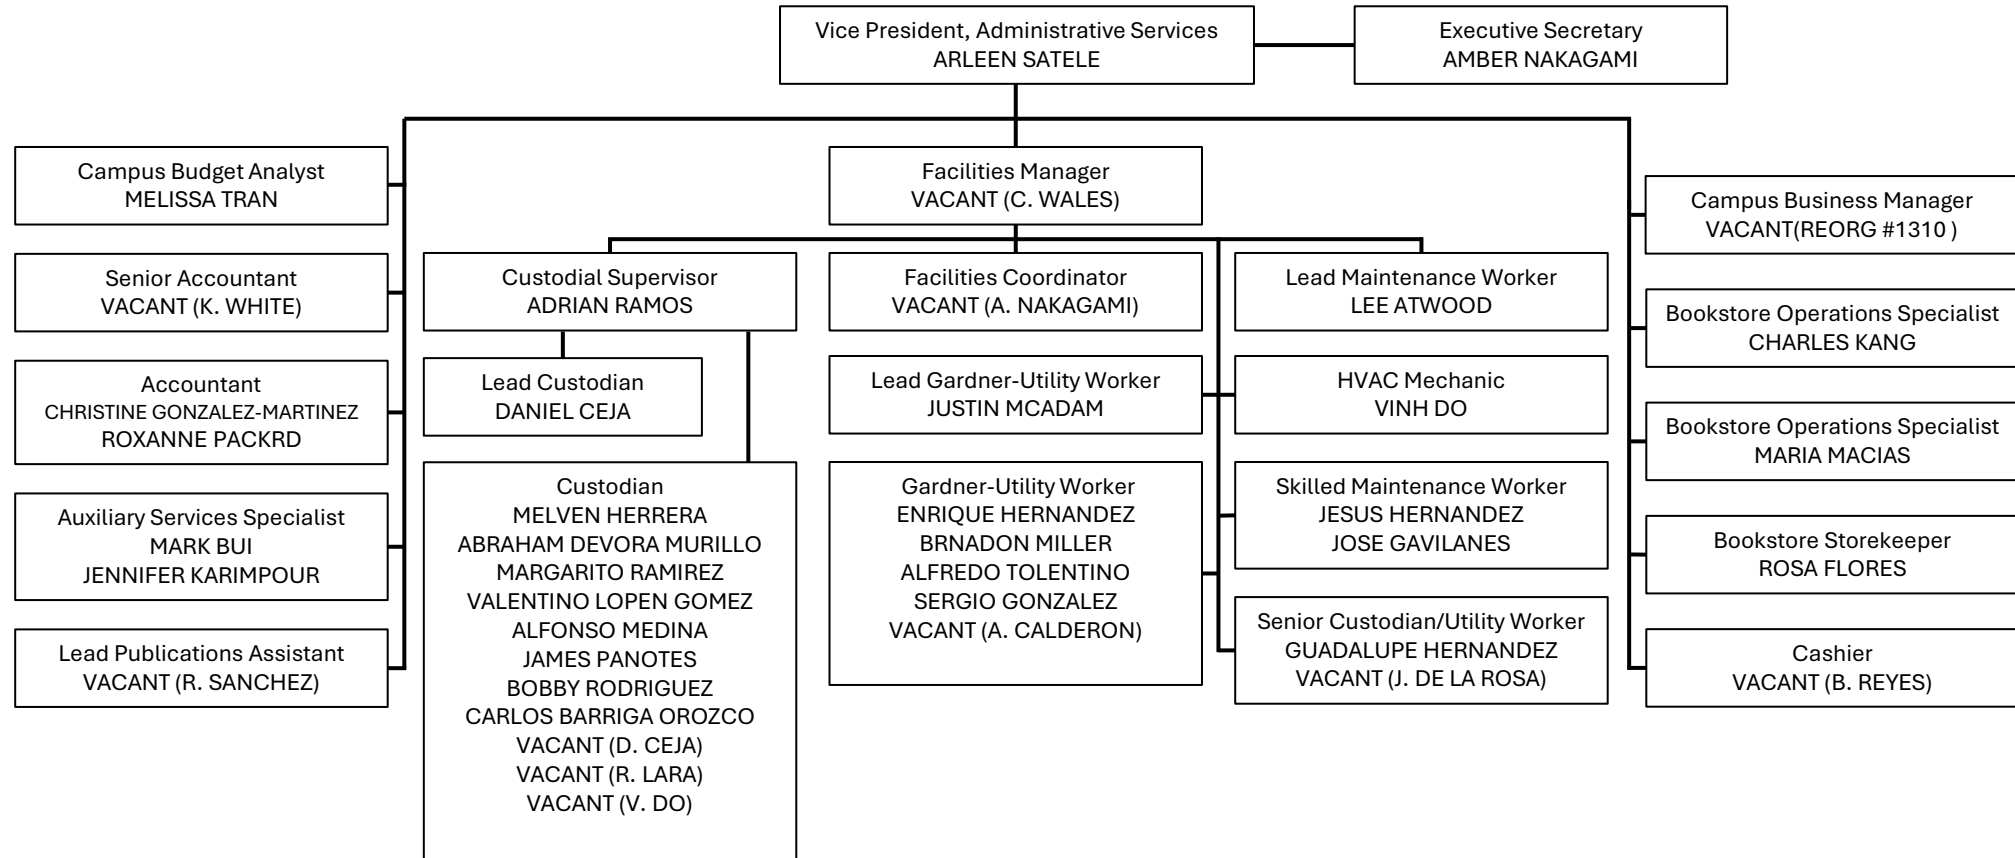 Vice President, Administrative Services
ARLEEN SATELE
Executive Secretary
AMBER NAKAGAMI
Campus Budget Analyst
MELISSA TRAN
Senior Accountant
VACANT (K. WHITE)
Accountant
CHRISTINE GONZALEZ-MARTINEZ
ROXANNE PACKRD
Auxiliary Services Specialist
MARK BUI
JENNIFER KARIMPOUR
Lead Publications Assistant
VACANT (R. SANCHEZ)
Facilities Manager
VACANT (C. WALES)
Custodial Supervisor
ADRIAN RAMOS
Lead Custodian
DANIEL CEJA
Custodian
MELVEN HERRERA
ABRAHAM DEVORA MURILLO
MARGARITO RAMIREZ
VALENTINO LOPEN GOMEZ
ALFONSO MEDINA
JAMES PANOTES
BOBBY RODRIGUEZ
CARLOS BARRIGA OROZCO
VACANT (D. CEJA)
VACANT (R. LARA)
VACANT (V. DO)
Facilities Coordinator
VACANT (A. NAKAGAMI)
Lead Gardner-Utility Worker
JUSTIN MCADAM
Gardner-Utility Worker
ENRIQUE HERNANDEZ
BRNADON MILLER
ALFREDO TOLENTINO
SERGIO GONZALEZ
VACANT (A. CALDERON)
Lead Maintenance Worker
LEE ATWOOD
HVAC Mechanic
VINH DO
Skilled Maintenance Worker
JESUS HERNANDEZ
JOSE GAVILANES
Senior Custodian/Utility Worker
GUADALUPE HERNANDEZ
VACANT (J. DE LA ROSA)
Campus Business Manager
VACANT(REORG #1310 )
Bookstore Operations Specialist
CHARLES KANG
Bookstore Operations Specialist
MARIA MACIAS
Bookstore Storekeeper
ROSA FLORES
Cashier
VACANT (B. REYES)